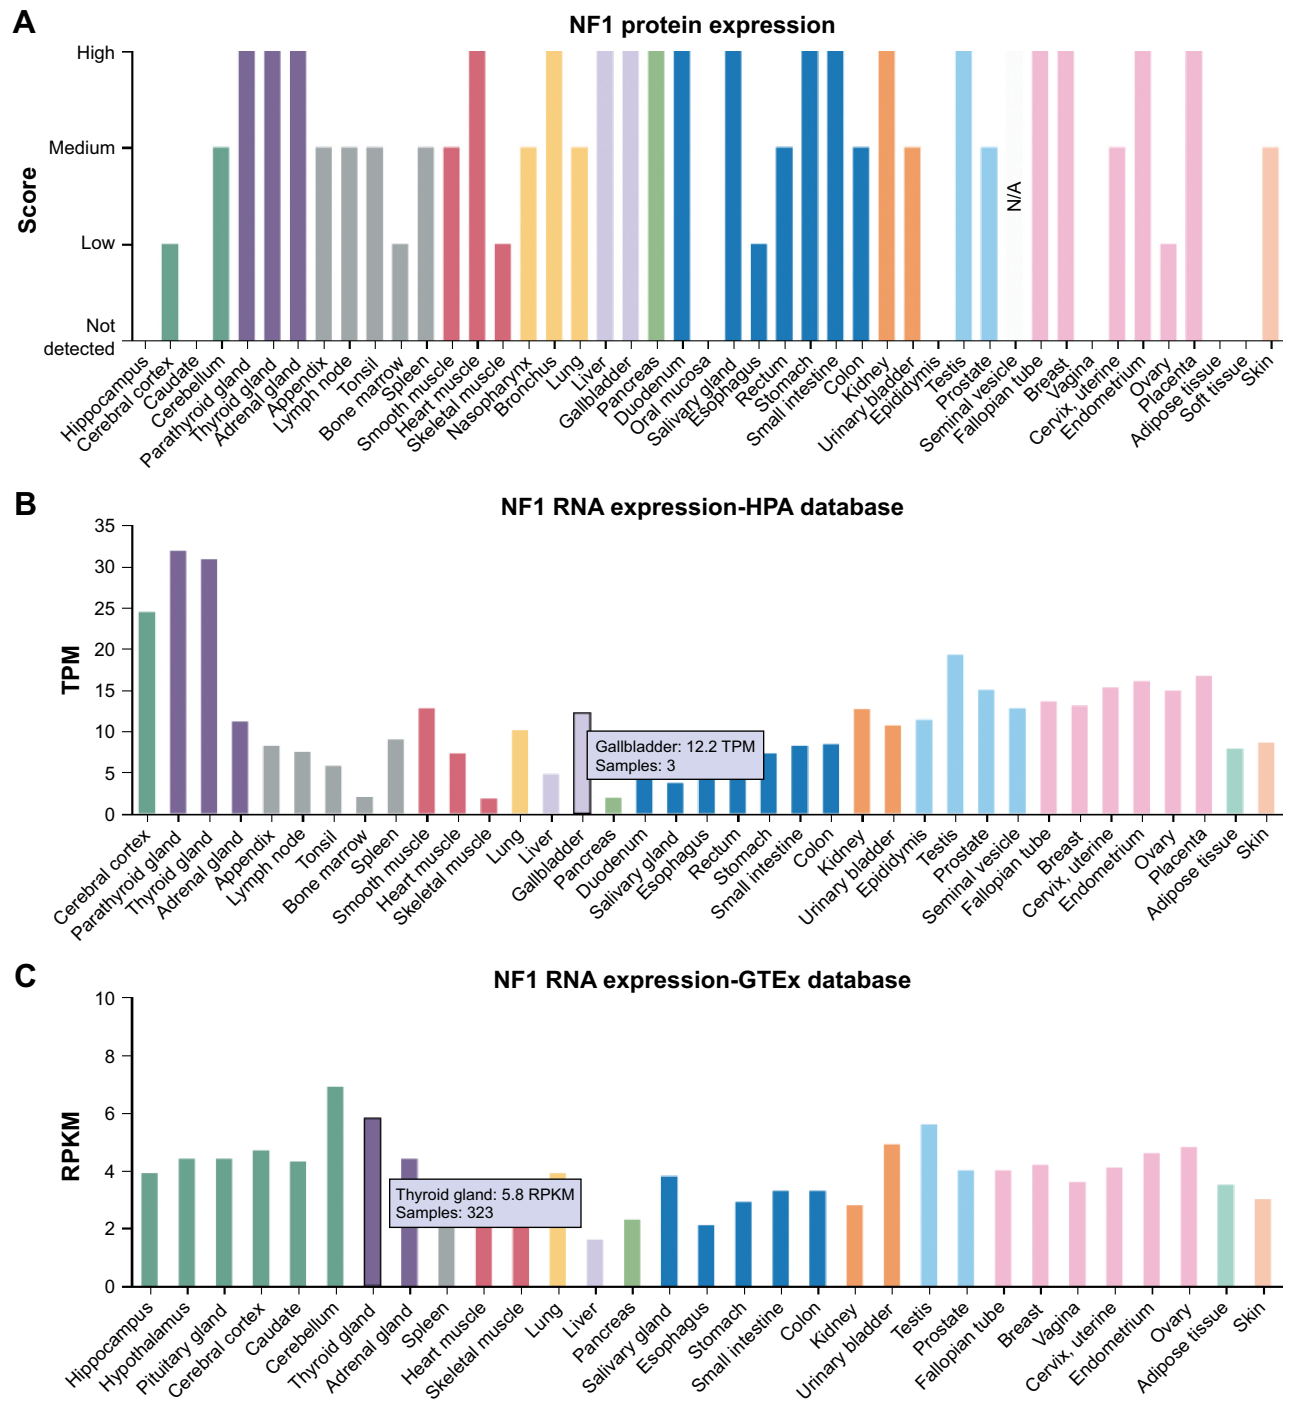 A
NF1 protein expression
High
Medium
Low
Not
detected
Score
N/A
Hippocampus
Cerebral cortex
Caudate
Cerebellum
Parathyroid gland
Thyroid gland
Adrenal gland
Appendix
Lymph node
Tonsil
Bone marrow
Spleen
Smooth muscle
Heart muscle
Skeletal muscle
Nasopharynx
Bronchus
Lung
Liver
Gallbladder
Pancreas
Duodenum
Oral mucosa
Salivary gland
Esophagus
Rectum
Stomach
Small intestine
Colon
Kidney
Urinary bladder
Epididymis
Testis
Prostate
Seminal vesicle
Fallopian tube
Breast
Vagina
Cervix, uterine
Endometrium
Ovary
Placenta
Adipose tissue
Soft tissue
Skin
B
NF1 RNA expression-HPA database
35
30
25
20
15
10
5
0
TPM
Gallbladder: 12.2 TPM
Samples: 3
Cerebral cortex
Parathyroid gland
Thyroid gland
Adrenal gland
Appendix
Lymph node
Tonsil
Bone marrow
Spleen
Smooth muscle
Heart muscle
Skeletal muscle
Lung
Liver
Gallbladder
Pancreas
Duodenum
Salivary gland
Esophagus
Rectum
Stomach
Small intestine
Colon
Kidney
Urinary bladder
Epididymis
Testis
Prostate
Seminal vesicle
Fallopian tube
Breast
Cervix, uterine
Endometrium
Ovary
Placenta
Adipose tissue
Skin
C
NF1 RNA expression-GTEx database
10
8
6
4
2
0
RPKM
Thyroid gland: 5.8 RPKM
Samples: 323
Hippocampus
Hypothalamus
Pituitary gland
Cerebral cortex
Caudate
Cerebellum
Thyroid gland
Adrenal gland
Spleen
Heart muscle
Skeletal muscle
Lung
Liver
Pancreas
Salivary gland
Esophagus
Stomach
Small intestine
Colon
Kidney
Urinary bladder
Testis
Prostate
Fallopian tube
Breast
Vagina
Cervix, uterine
Endometrium
Ovary
Adipose tissue
Skin